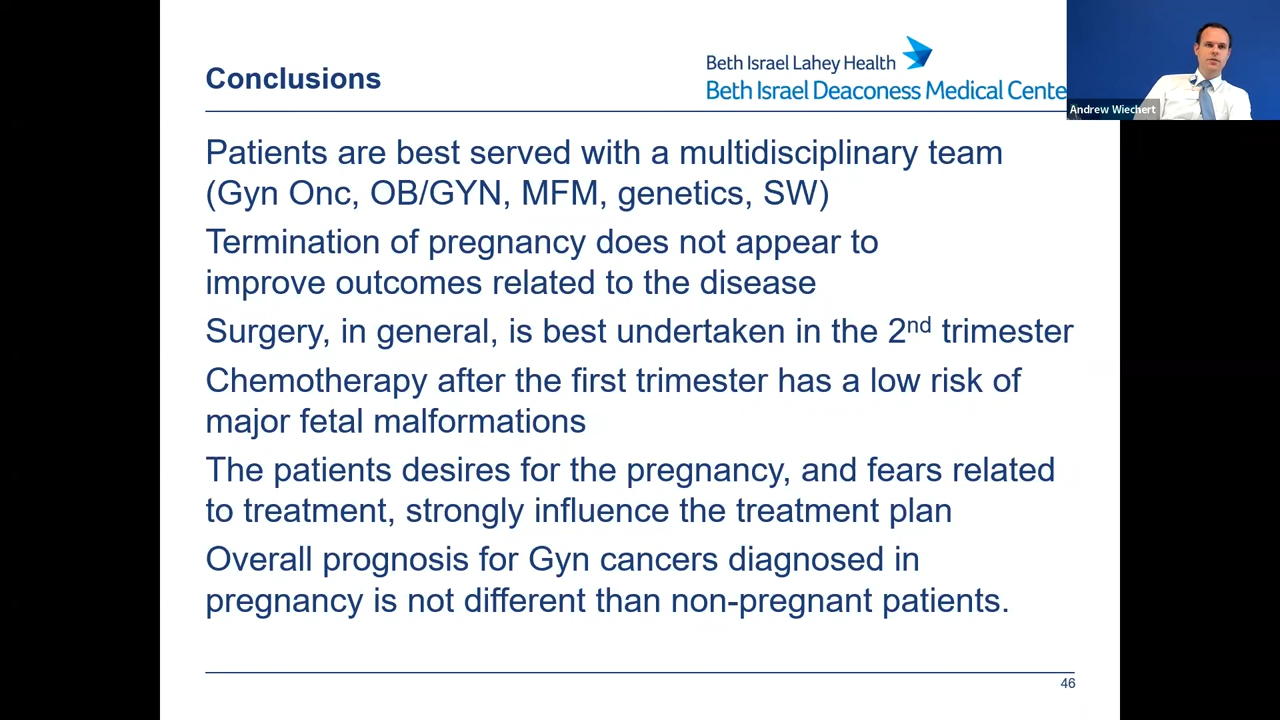 Conclusions
Beth Israel Lahey Health
Beth Israel Deaconess Medical Cente
Andrew Wiechert
Patients are best served with a multidisciplinary team
(Gyn Onc, OB/GYN, MFM, genetics, SW)
Termination of pregnancy does not appear to
improve outcomes related to the disease
Surgery, in general, is best undertaken in the 2nd trimester
Chemotherapy after the first trimester has a low risk of
major fetal malformations
The patients desires for the pregnancy, and fears related
to treatment, strongly influence the treatment plan
Overall prognosis for Gyn cancers diagnosed in
pregnancy is not different than non-pregnant patients.
46